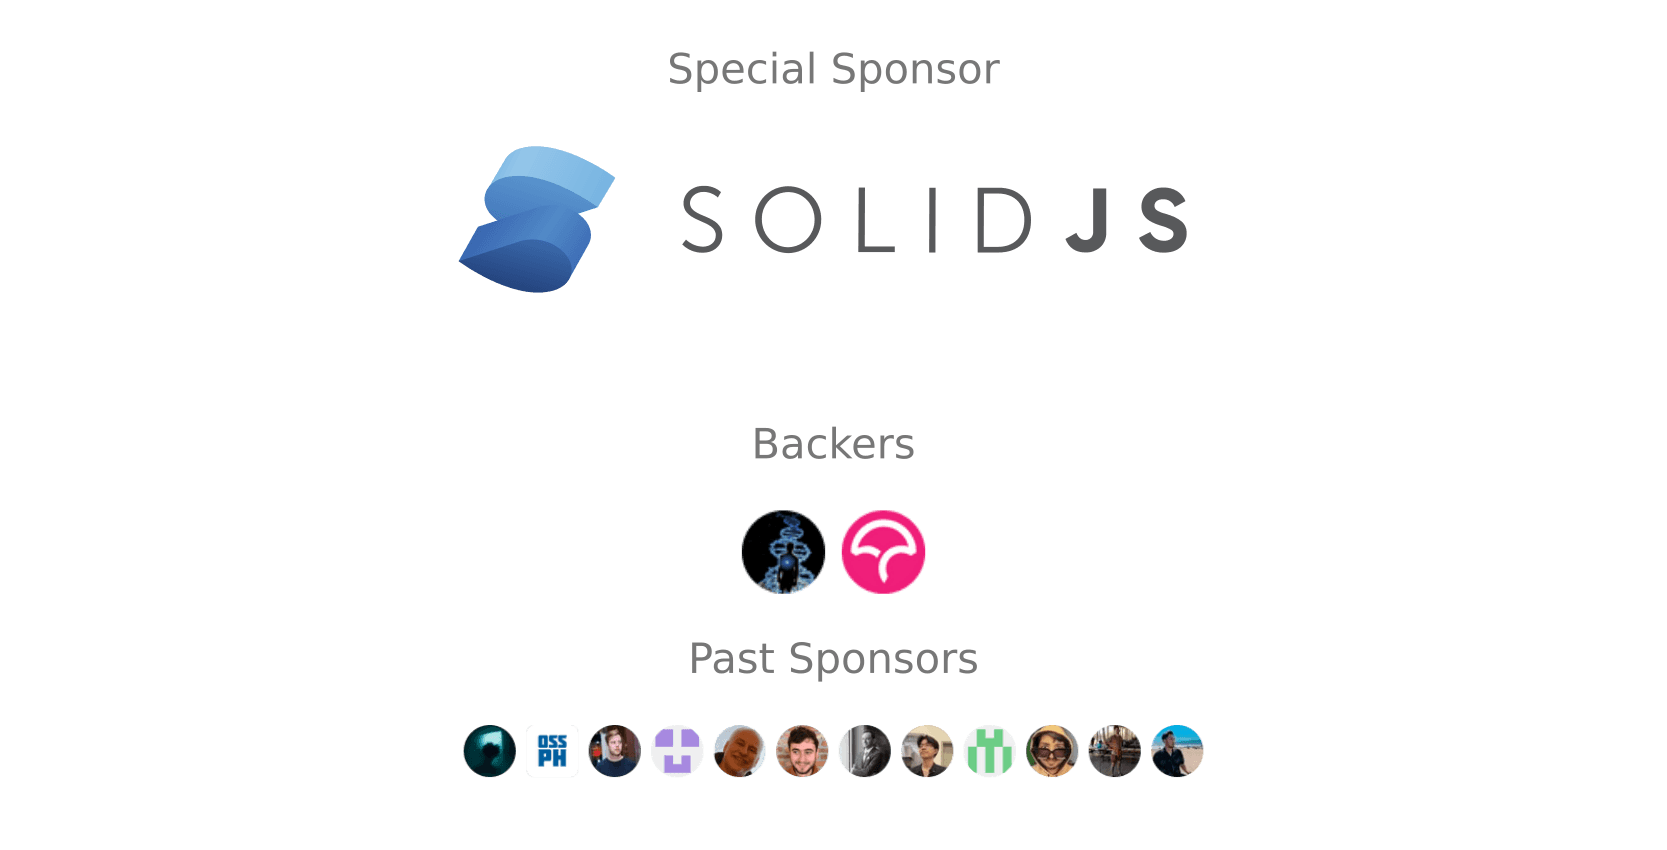 Special Sponsor
SOLIDJS
Backers
Past Sponsors
OSS
PH